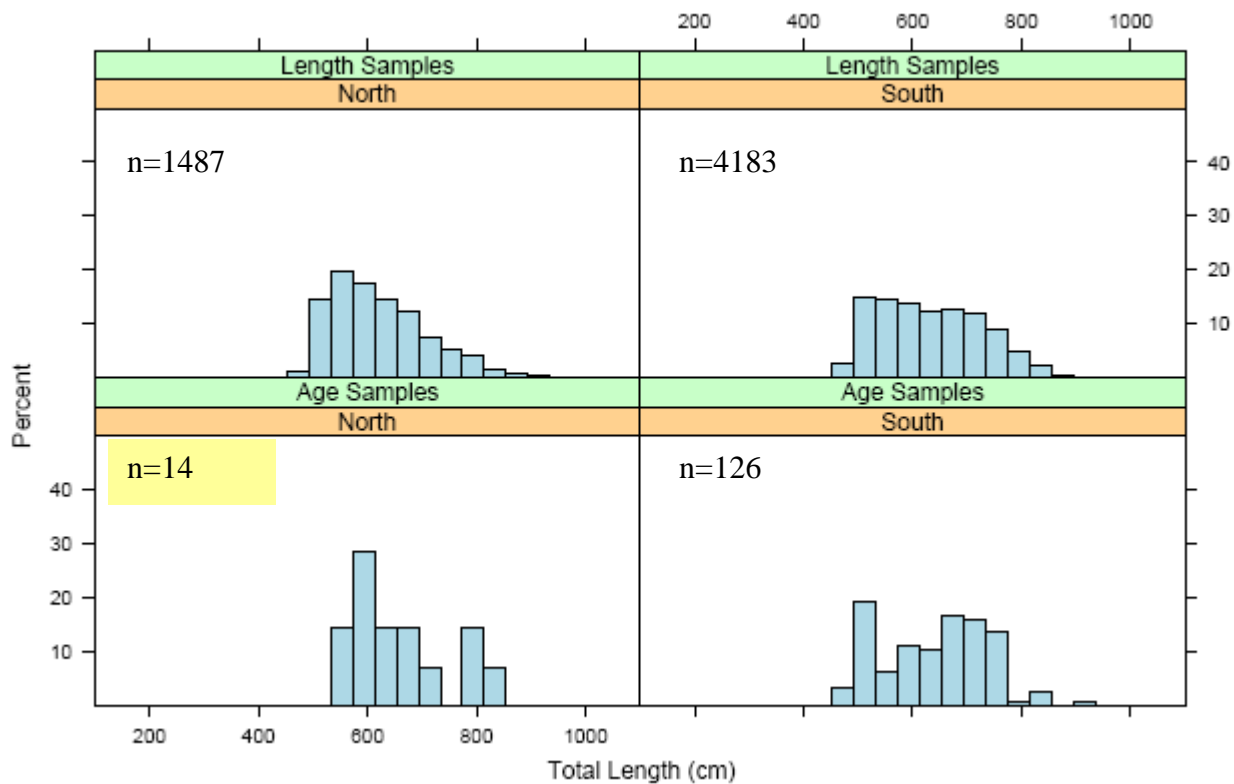 200 400 600 800 1000
Length Samples Length Samples
North South
n=1487 n=4183
40
30
20
10
Percent
Age Samples Age Samples
North South
n=14 n=126
40
30
20
10
200 400 600 800 1000
Total Length (cm)